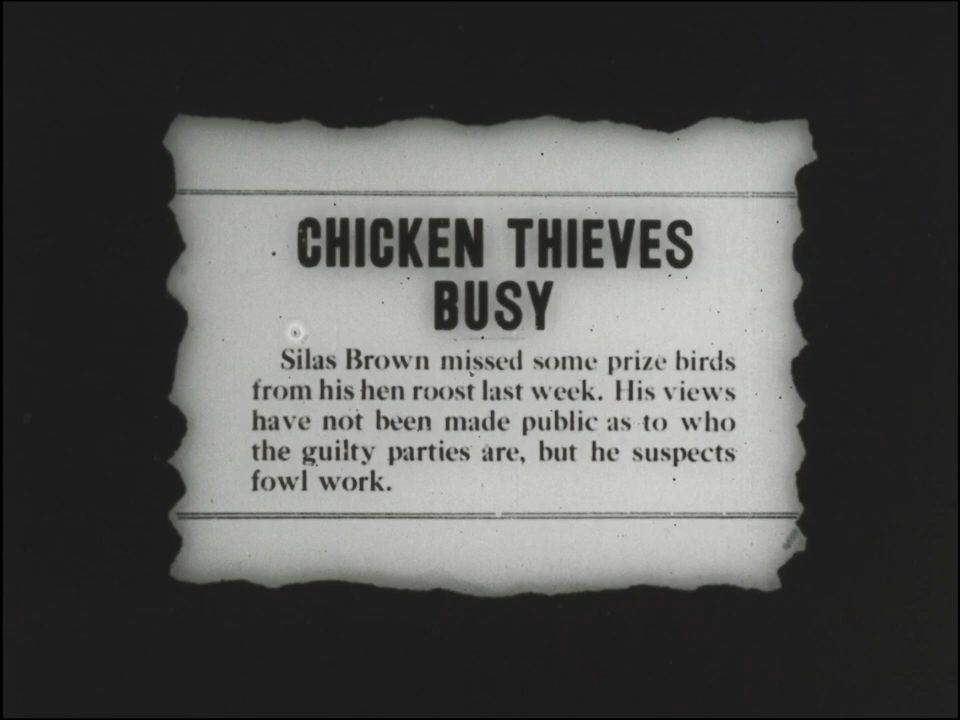 CHICKEN THIEVES
BUSY
Silas Brown missed some prize birds
from his hen roost last week. His views
have not been made public as to who
the guilty parties are, but he suspects
fowl work.